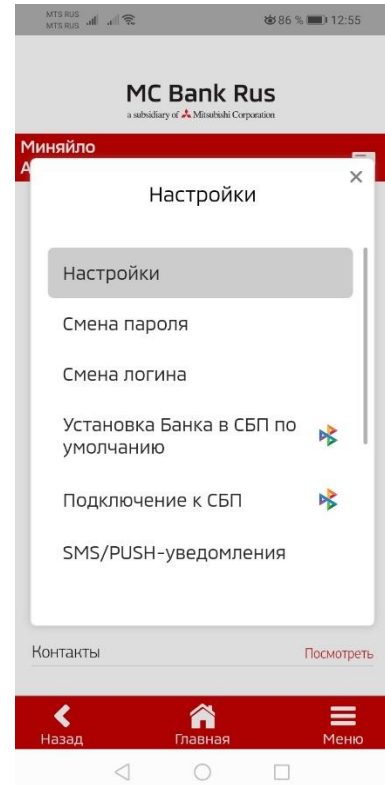 MTS RUS
MTS RUS
86 % 12:55
MC Bank Rus
a subsidiary of Mitsubishi Corporation
Миняйло
А
Настройки
Настройки
Смена пароля
Смена логина
Установка Банка в СБП по
умолчанию
Подключение к СБП
SMS/PUSH-уведомления
Контакты Посмотреть
Назад Главная Меню